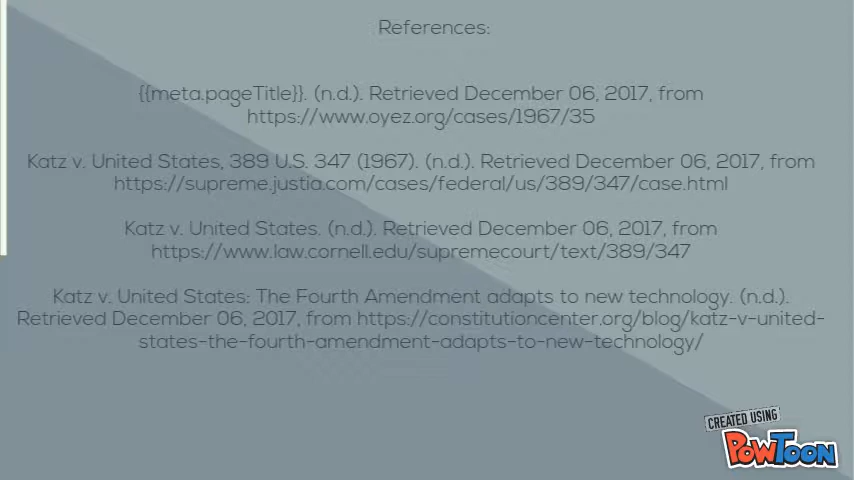 References:
{{meta.pageTitle}}. (n.d.). Retrieved December 06, 2017, from
https://www.oyez.org/cases/1967/35
Katz v. United States, 389 U.S. 347 (1967). (n.d.). Retrieved December 06, 2017, from
https://supreme.justia.com/cases/federal/us/389/347/case.html
Katz v. United States. (n.d.). Retrieved December 06, 2017, from
https://www.law.cornell.edu/supremecourt/text/389/347
Katz v. United States: The Fourth Amendment adapts to new technology. (n.d.).
Retrieved December 06, 2017, from https://constitutioncenter.org/blog/katz-v-united-
states-the-fourth-amendment-adapts-to-new-technology/
CREATED USING
POWTOON